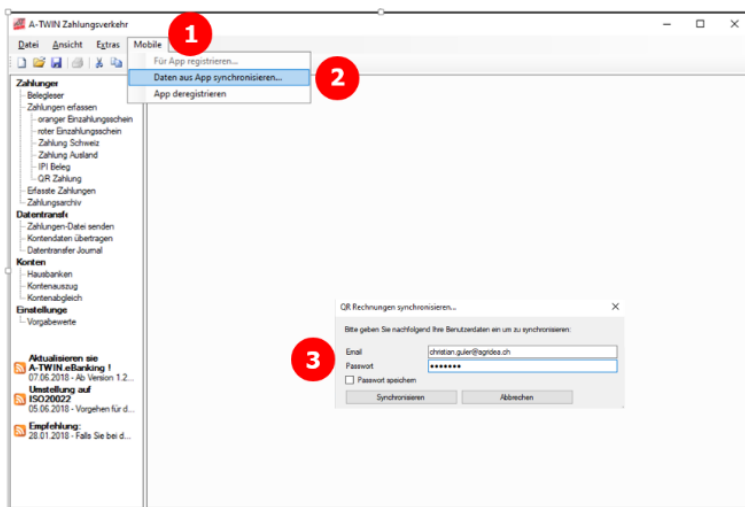 A-TWIN Zahlungsverkehr
Datei Ansicht Extras Mobile
1
Für App registrieren...
Daten aus App synchronisieren...
2
App deregistrieren
Zahlunger
Belegleser
Zahlungen erfassen
oranger Einzahlungsschein
roter Einzahlungsschein
Zahlung Schweiz
Zahlung Ausland
IPI Beleg
QR Zahlung
Erfasste Zahlungen
Zahlungsarchiv
Datentransfe
Zahlungen-Datei senden
Kontendaten übertragen
Datentransfer Journal
Konten
Hausbanken
Kontenauszug
Kontenabgleich
Einstellunge
Vorgabewerte
Aktualisieren sie
A-TWIN.eBanking !
07.06.2018 - Ab Version 1.2...
Umstellung auf
ISO20022
05.06.2018 - Vorgehen für d...
Empfehlung:
28.01.2018 - Falls Sie bei d...
QR Rechnungen synchronisieren...
Bitte geben Sie nachfolgend Ihre Benutzerdaten ein um zu synchronisieren:
3
Email christian.guler@agridea.ch
Passwort
Passwort speichern
Synchronisieren Abbrechen